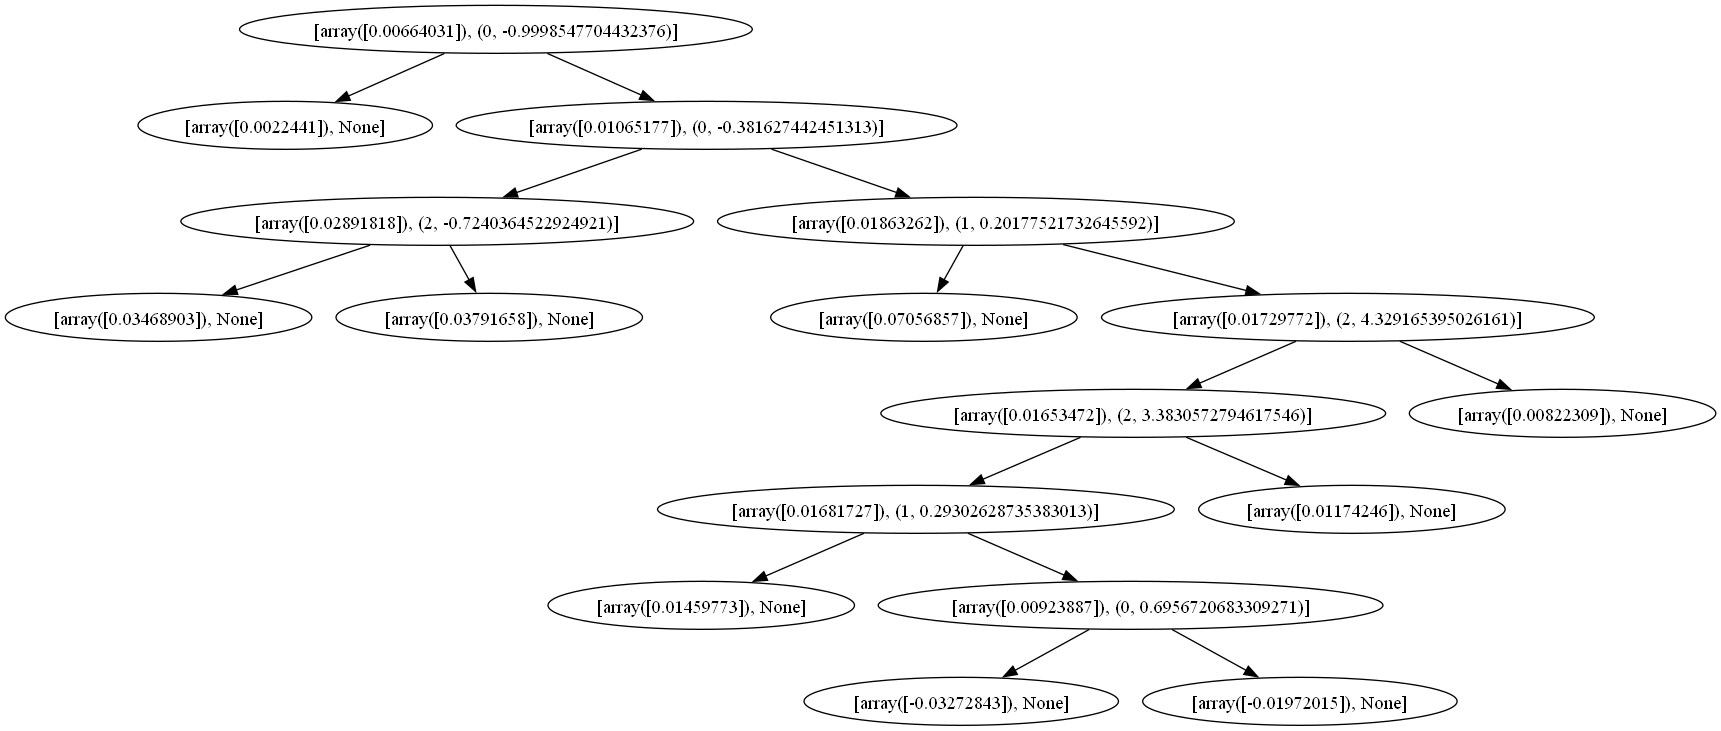 [array([0.00664031]), (0, -0.9998547704432376)]
[array([0.0022441]), None]
[array([0.01065177]), (0, -0.381627442451313)]
[array([0.02891818]), (2, -0.7240364522924921)]
[array([0.01863262]), (1, 0.20177521732645592)]
[array([0.03468903]), None]
[array([0.03791658]), None]
[array([0.07056857]), None]
[array([0.01729772]), (2, 4.329165395026161)]
[array([0.01653472]), (2, 3.3830572794617546)]
[array([0.00822309]), None]
[array([0.01681727]), (1, 0.29302628735383013)]
[array([0.01174246]), None]
[array([0.01459773]), None]
[array([0.00923887]), (0, 0.6956720683309271)]
[array([-0.03272843]), None]
[array([-0.01972015]), None]